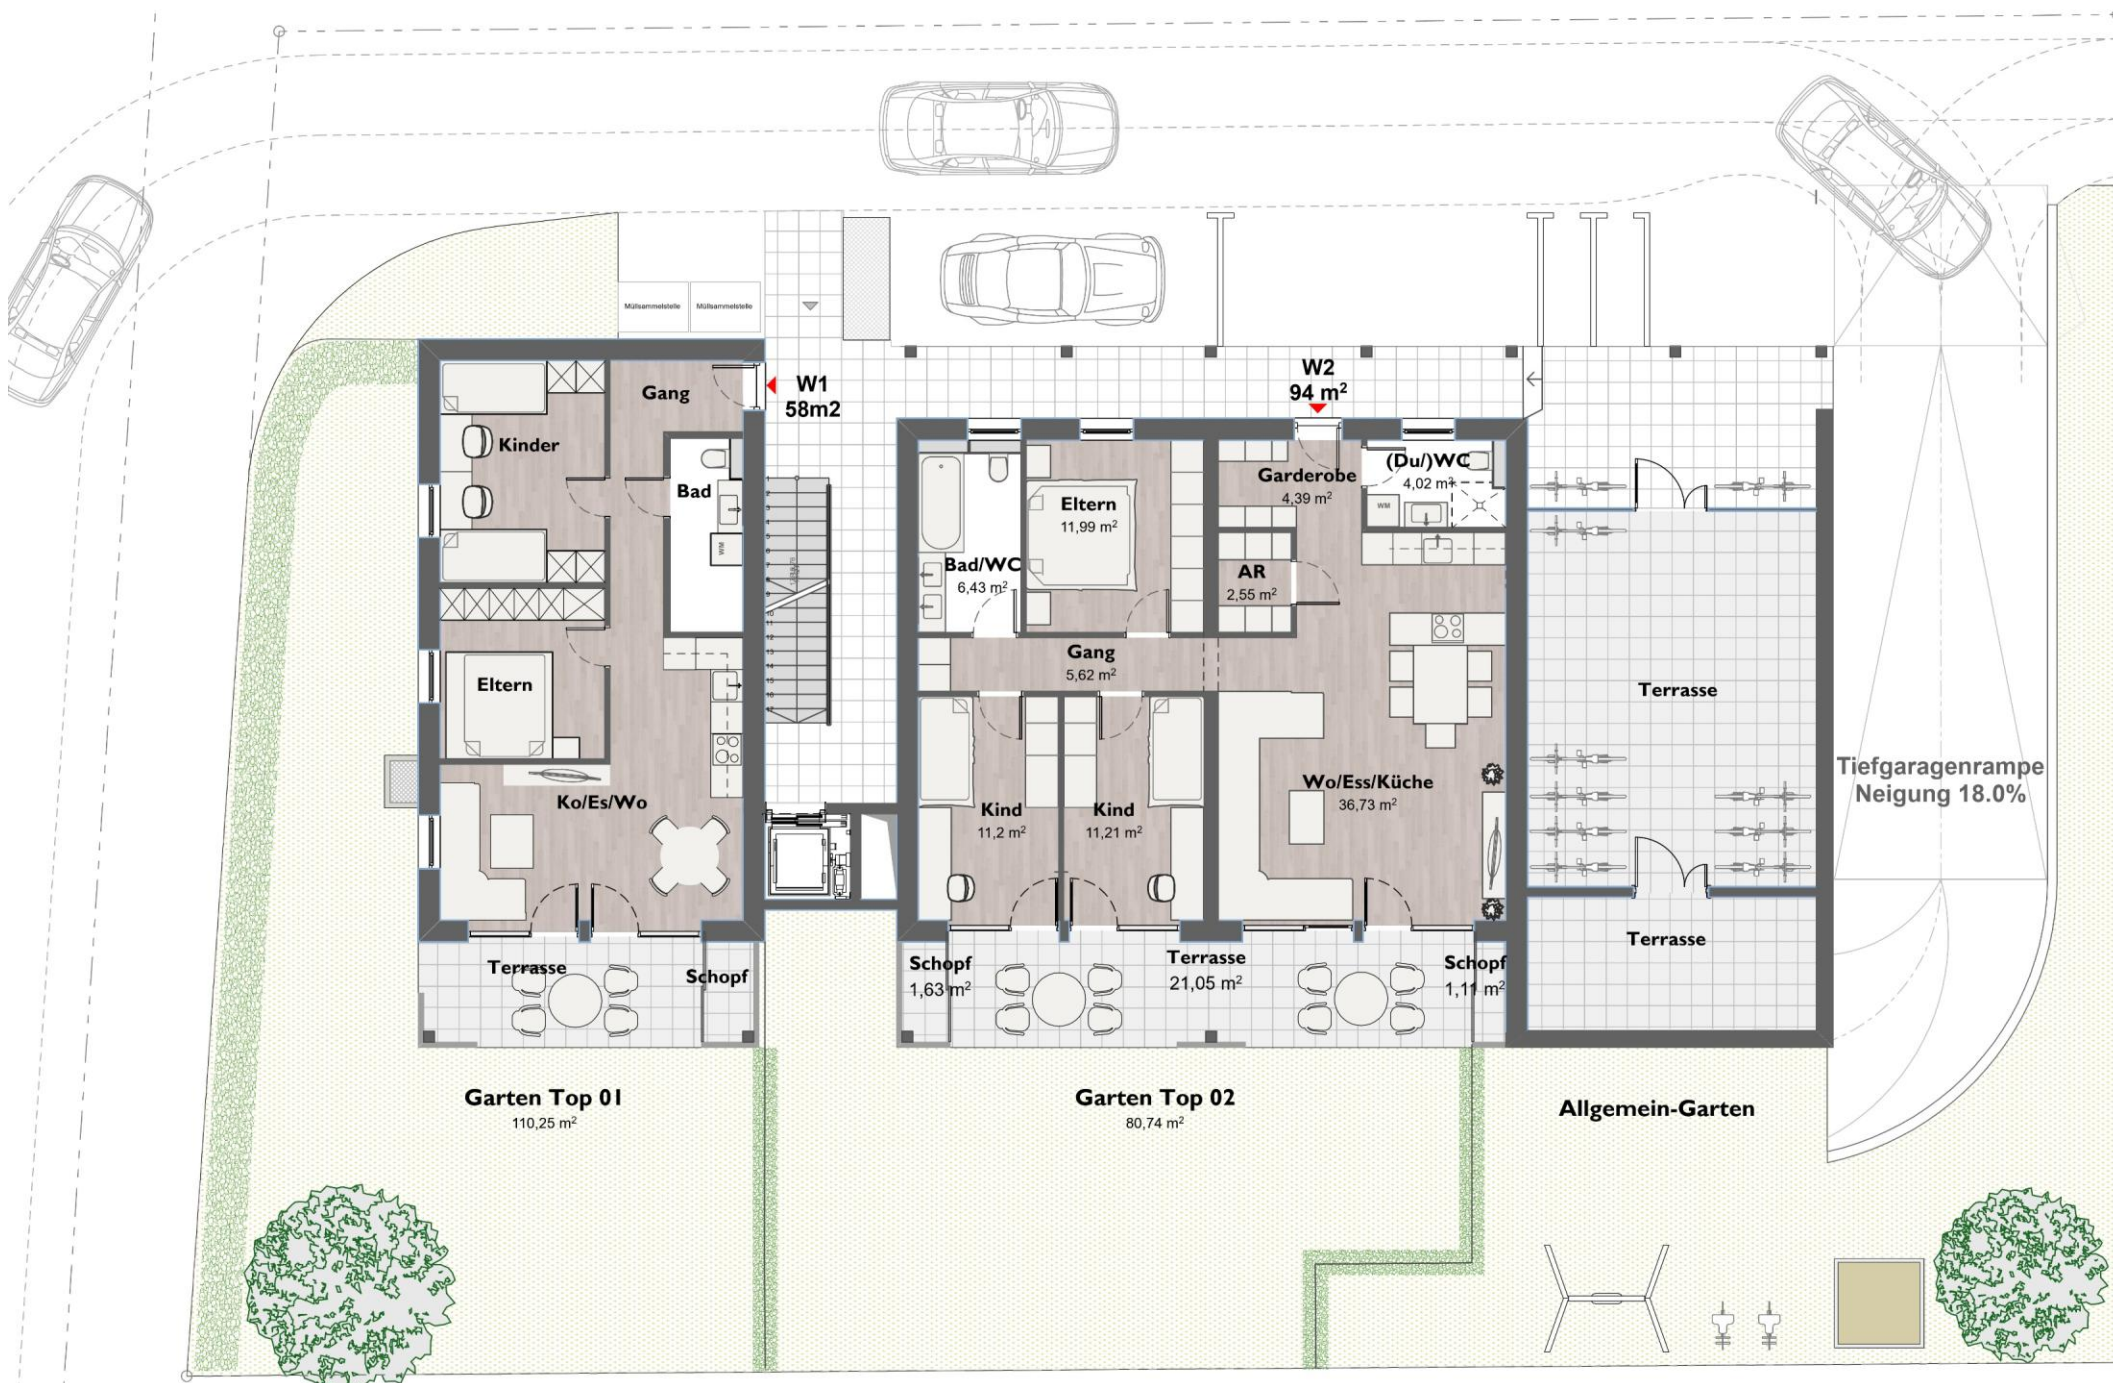 Müllsammelstelle
Müllsammelstelle
W1
58m2
W2
94 m²
Gang
Kinder
Bad
WM
Eltern
Ko/Es/Wo
Terrasse
Schopf
Bad/WC
6,43 m²
Eltern
11,99 m²
Garderobe
4,39 m²
(Du/)WC
4,02 m²
WM
AR
2,55 m²
Gang
5,62 m²
Kind
11,2 m²
Kind
11,21 m²
Wo/Ess/Küche
36,73 m²
Schopf
1,63 m²
Terrasse
21,05 m²
Schopf
1,11 m²
Terrasse
Terrasse
Tiefgaragenrampe
Neigung 18.0%
Garten Top 01
110,25 m²
Garten Top 02
80,74 m²
Allgemein-Garten